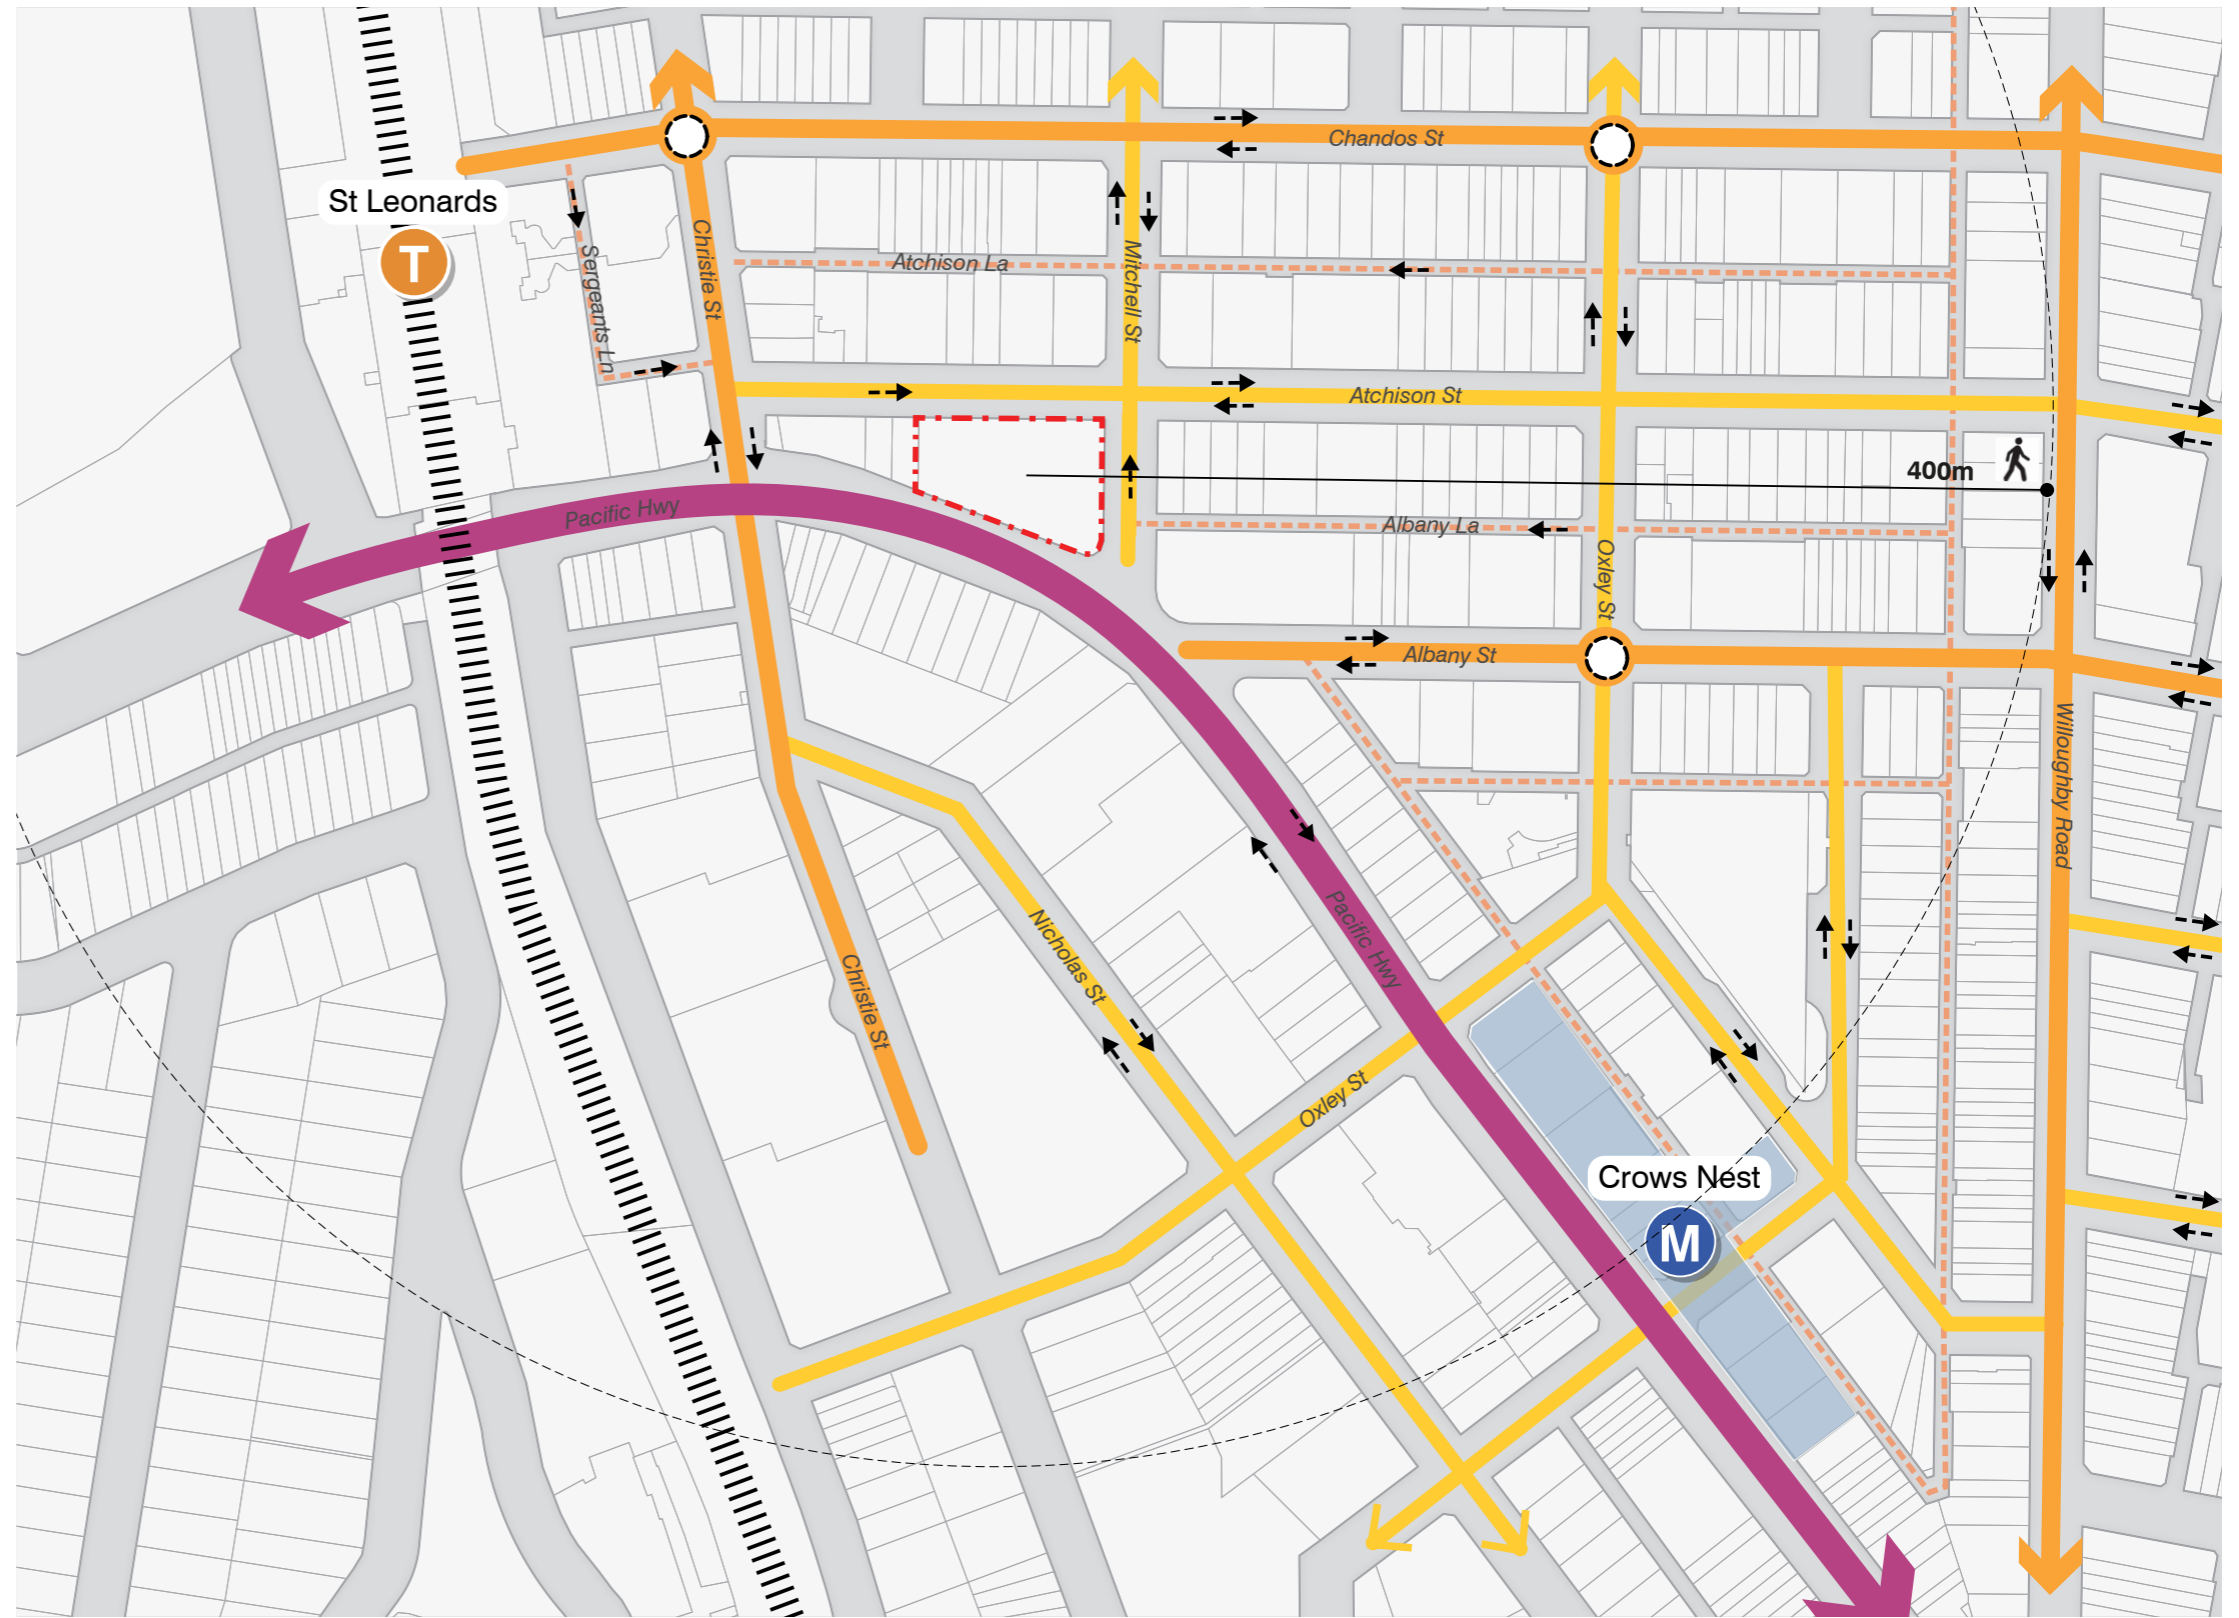 Chandos St
St Leonards
T
Christie St
Sergeants Ln
Atchison La
Mitchell St
Atchison St
400m
Pacific Hwy
Albany La
Oxley St
Albany St
Willoughby Road
Pacific Hwy
Nicholas St
Christie St
Oxley St
Crows Nest
M